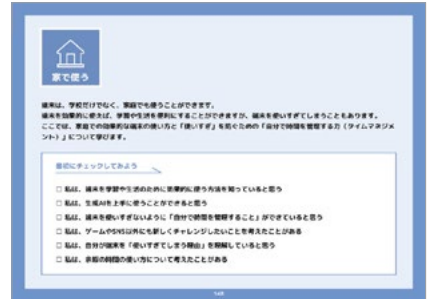 家で使う
端末は、学校だけでなく、家庭でも使うことができます。
端末を効果的に使えば、学習や生活を便利にすることができますが、端末を使いすぎてしまうこともあります。
ここでは、家庭での効果的な端末の使い方と「使いすぎ」を防ぐための「自分で時間を管理する力（タイムマネジメ
ント）」について学びます。
最初にチェックしてみよう
□ 私は、端末を学習や生活のために効果的に使う方法を知っていると思う
□ 私は、生成AIを上手に使うことができると思う
□ 私は、端末を使いすぎないように「自分で時間を管理すること」ができていると思う
□ 私は、ゲームやSNS以外にも新しくチャレンジしたいことを考えたことがある
□ 私は、自分が端末を「使いすぎてしまう理由」を理解していると思う
□ 私は、余暇の時間の使い方について考えたことがある